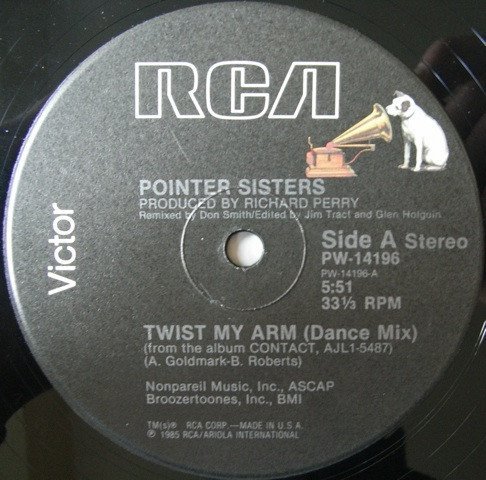 RCA
Victor
POINTER SISTERS
PRODUCED BY RICHARD PERRY
Remixed by Don Smith/Edited by Jim Tract and Glen Holguin
Side A Stereo
PW-14196
PW-14196-A
5:51
33⅓ RPM
TWIST MY ARM (Dance Mix)
(from the album CONTACT, AJL1-5487)
(A. Goldmark-B. Roberts)
Nonpareil Music, Inc., ASCAP
Broozertoones, Inc., BMI
TM(s)® RCA CORP.—MADE IN U.S.A.
℗ 1985 RCA/ARIOLA INTERNATIONAL